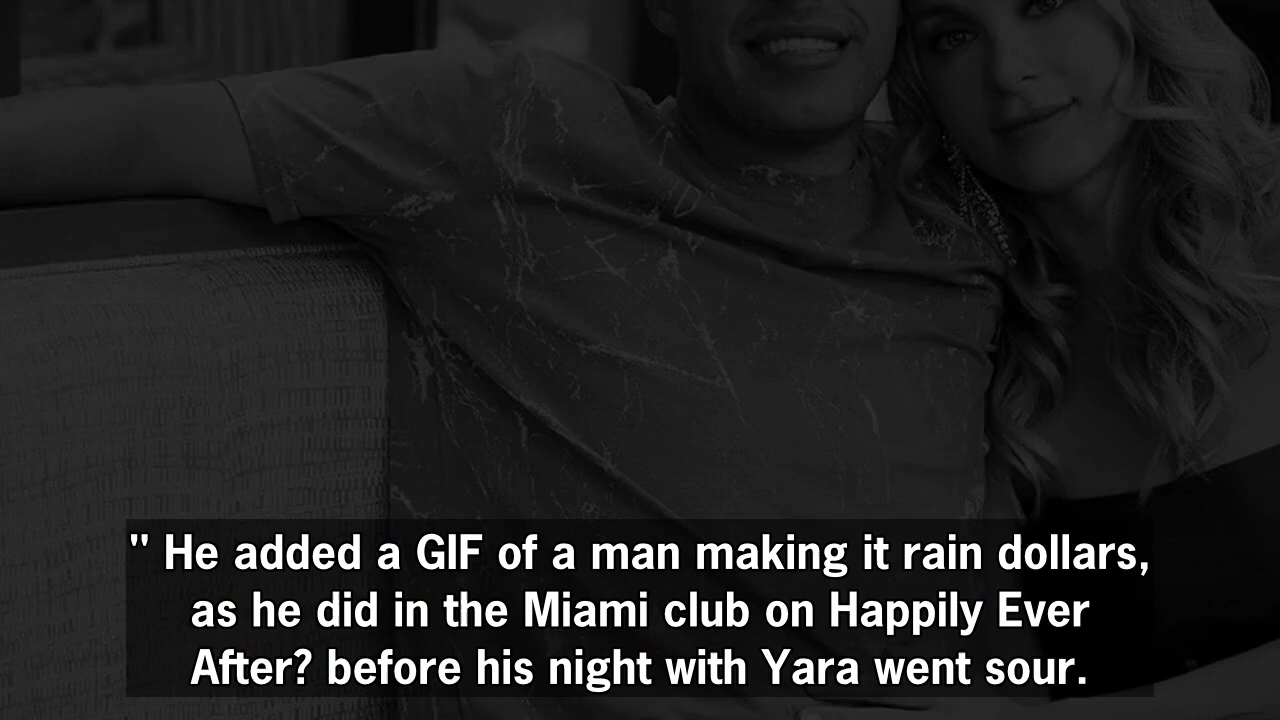 " He added a GIF of a man making it rain dollars,
as he did in the Miami club on Happily Ever
After? before his night with Yara went sour.